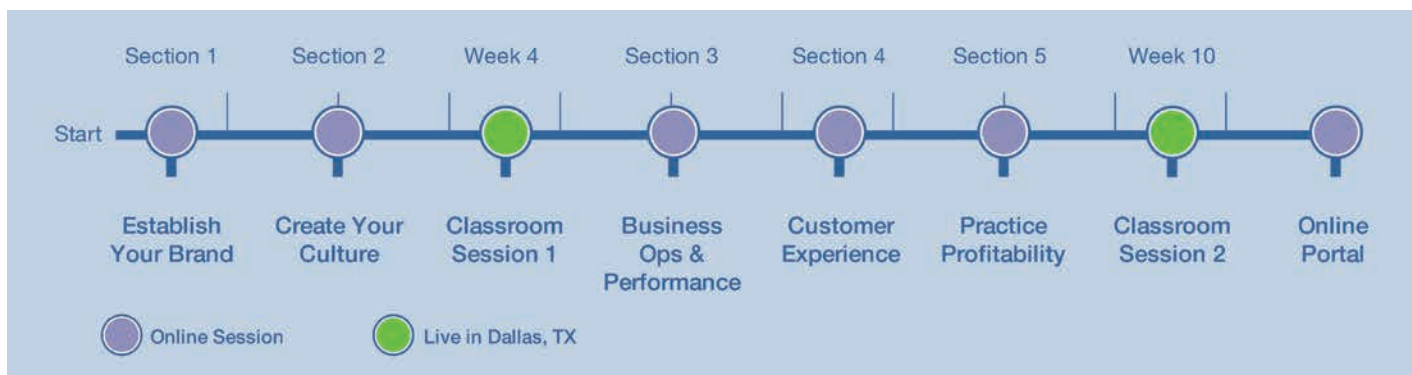 Section 1
Section 2
Week 4
Section 3
Section 4
Section 5
Week 10
Start
Establish
Your Brand
Create Your
Culture
Classroom
Session 1
Business
Ops &
Performance
Customer
Experience
Practice
Profitability
Classroom
Session 2
Online
Portal
Online Session
Live in Dallas, TX